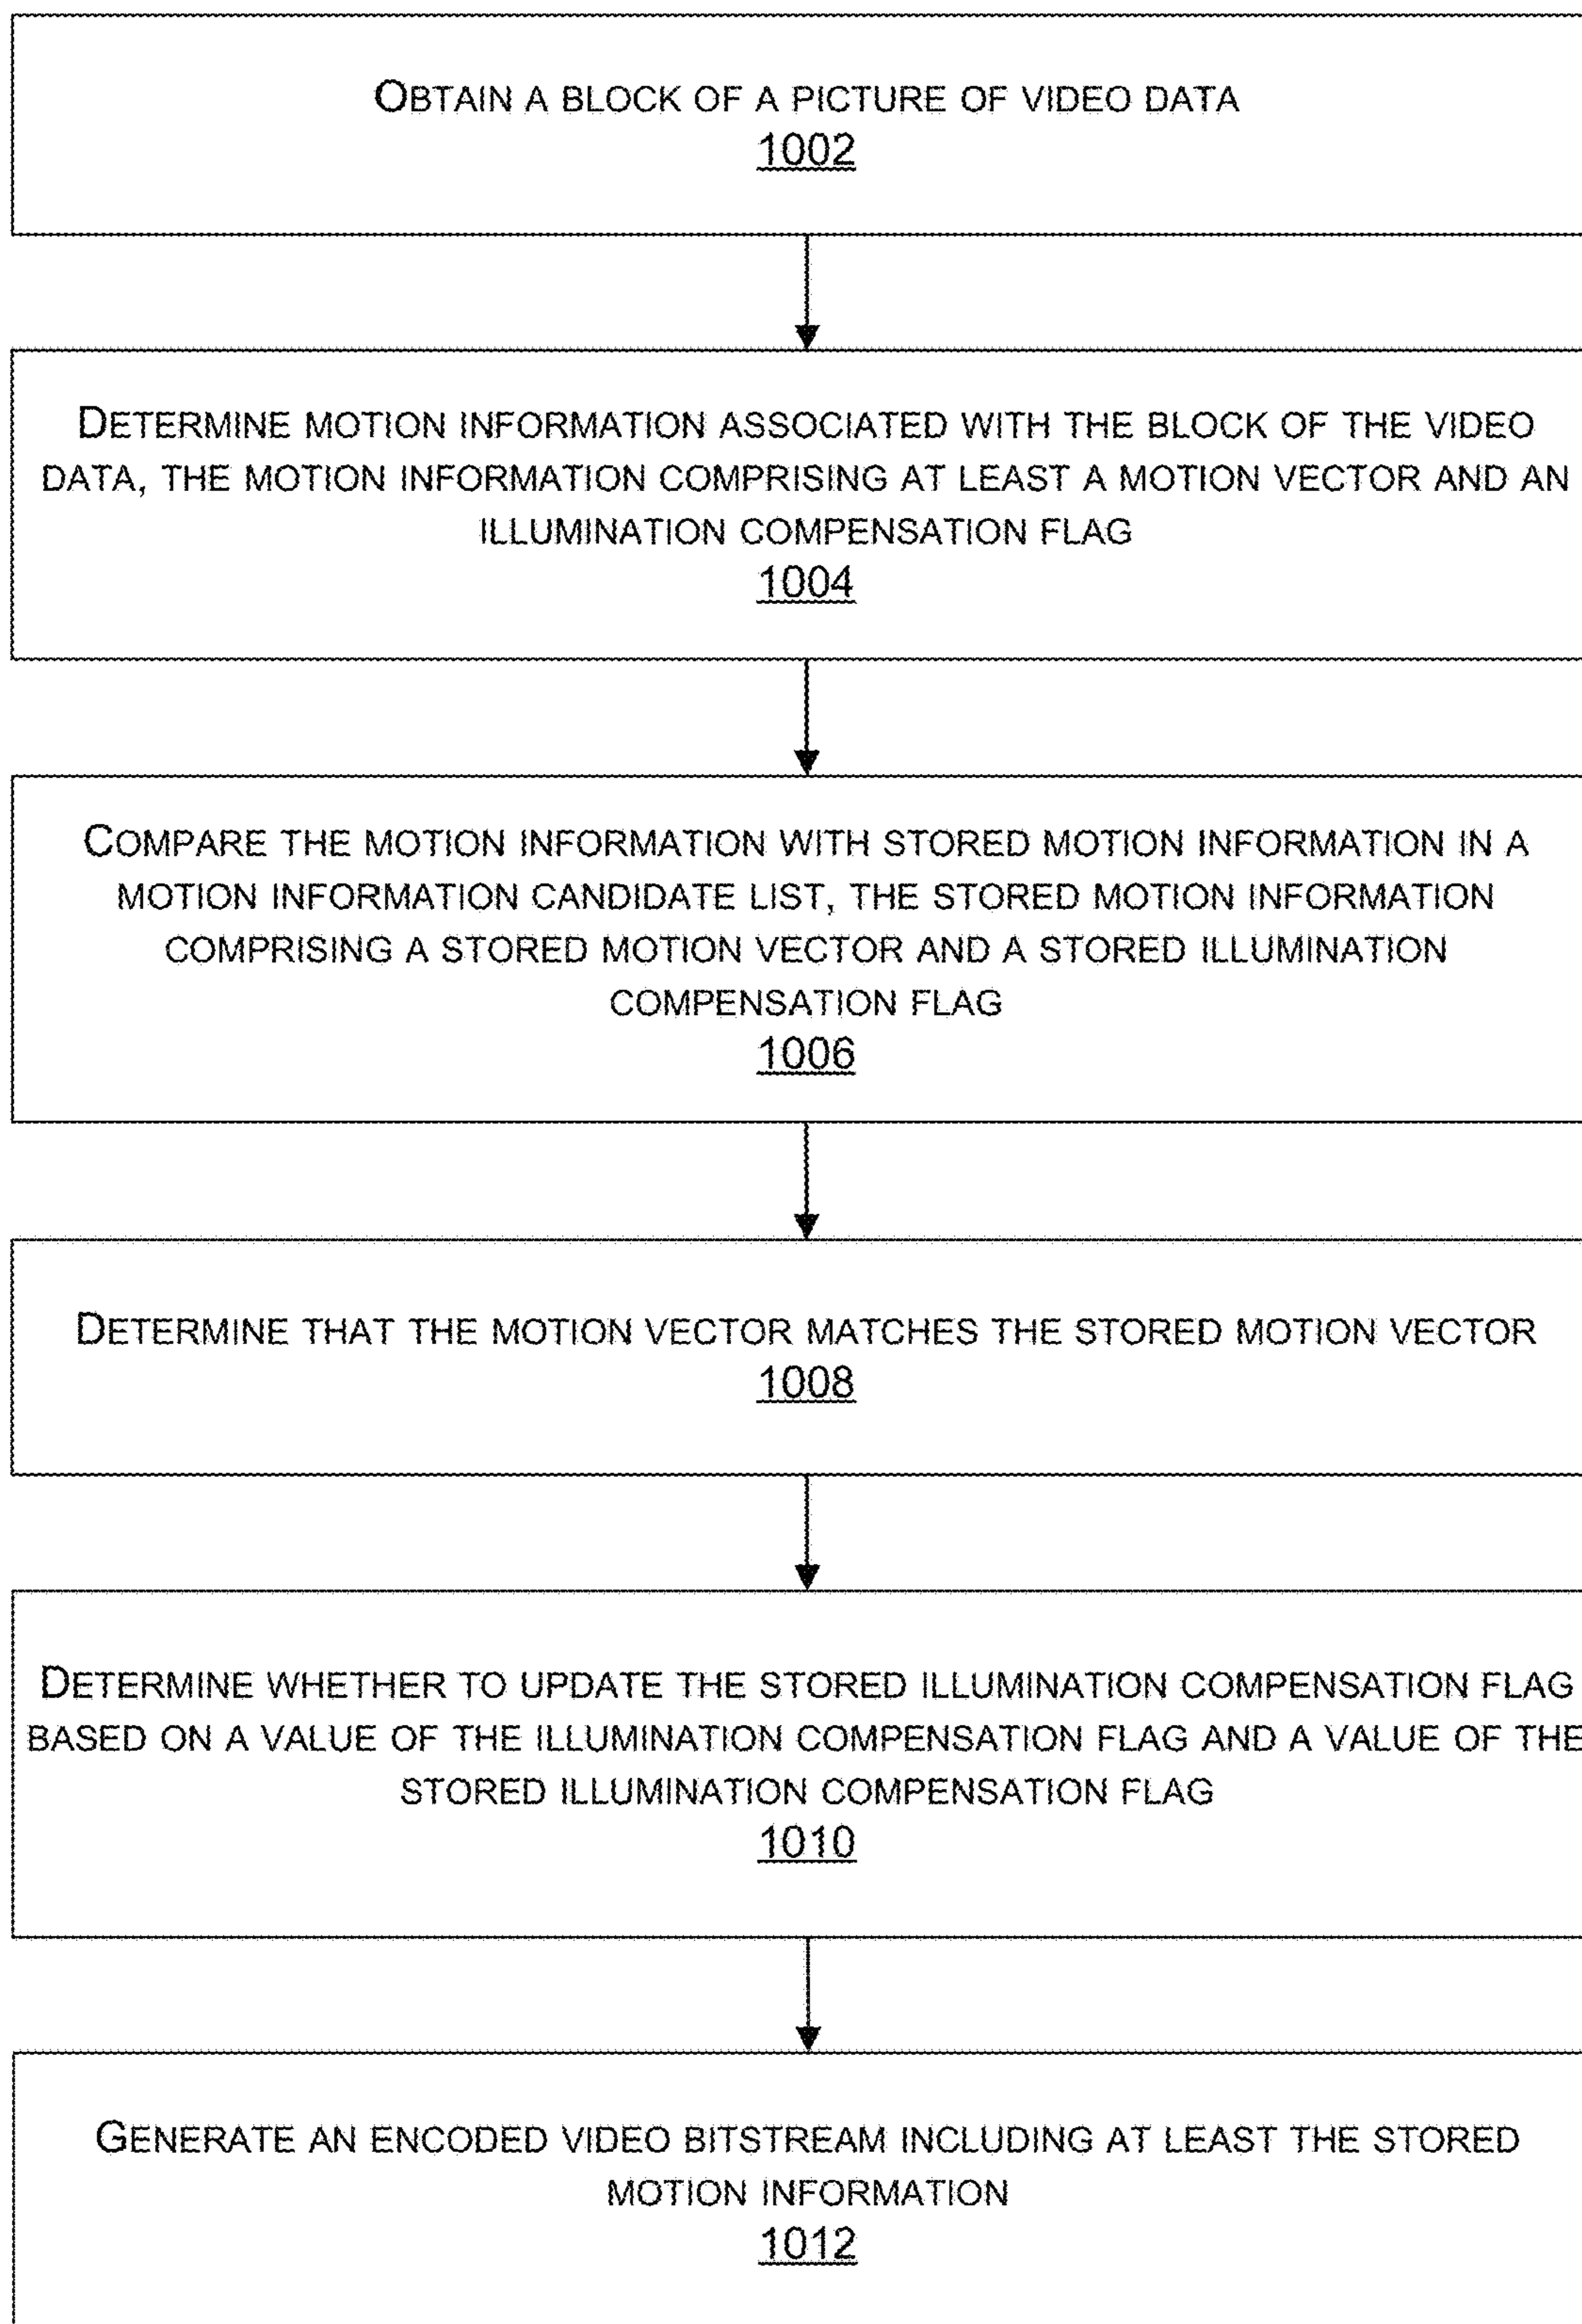 OBTAIN A BLOCK OF A PICTURE OF VIDEO DATA
1002
DETERMINE MOTION INFORMATION ASSOCIATED WITH THE BLOCK OF THE VIDEO
DATA, THE MOTION INFORMATION COMPRISING AT LEAST A MOTION VECTOR AND AN
ILLUMINATION COMPENSATION FLAG
1004
COMPARE THE MOTION INFORMATION WITH STORED MOTION INFORMATION IN A
MOTION INFORMATION CANDIDATE LIST, THE STORED MOTION INFORMATION
COMPRISING A STORED MOTION VECTOR AND A STORED ILLUMINATION
COMPENSATION FLAG
1006
DETERMINE THAT THE MOTION VECTOR MATCHES THE STORED MOTION VECTOR
1008
DETERMINE WHETHER TO UPDATE THE STORED ILLUMINATION COMPENSATION FLAG
BASED ON A VALUE OF THE ILLUMINATION COMPENSATION FLAG AND A VALUE OF THE
STORED ILLUMINATION COMPENSATION FLAG
1010
GENERATE AN ENCODED VIDEO BITSTREAM INCLUDING AT LEAST THE STORED
MOTION INFORMATION
1012